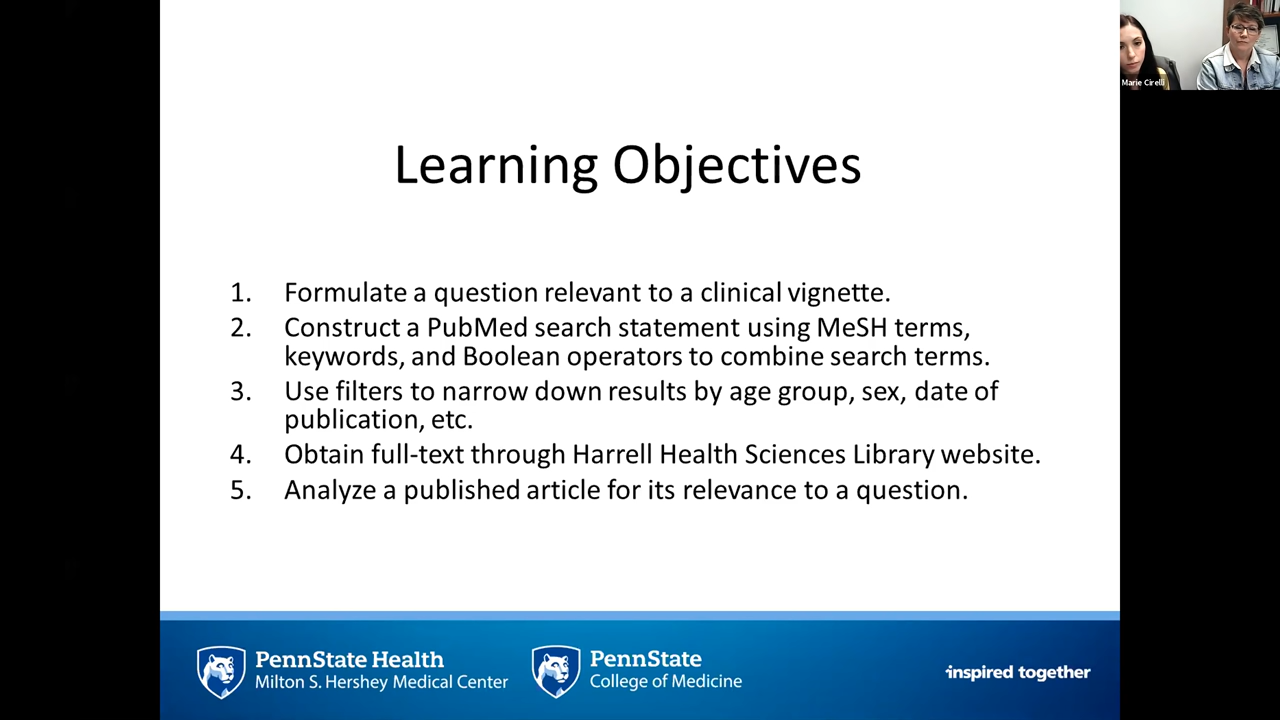 Marie Cirelli
Learning Objectives
1. Formulate a question relevant to a clinical vignette.
2. Construct a PubMed search statement using MeSH terms,
keywords, and Boolean operators to combine search terms.
3. Use filters to narrow down results by age group, sex, date of
publication, etc.
4. Obtain full-text through Harrell Health Sciences Library website.
5. Analyze a published article for its relevance to a question.
PennState Health
Milton S. Hershey Medical Center
PennState
College of Medicine
inspired together